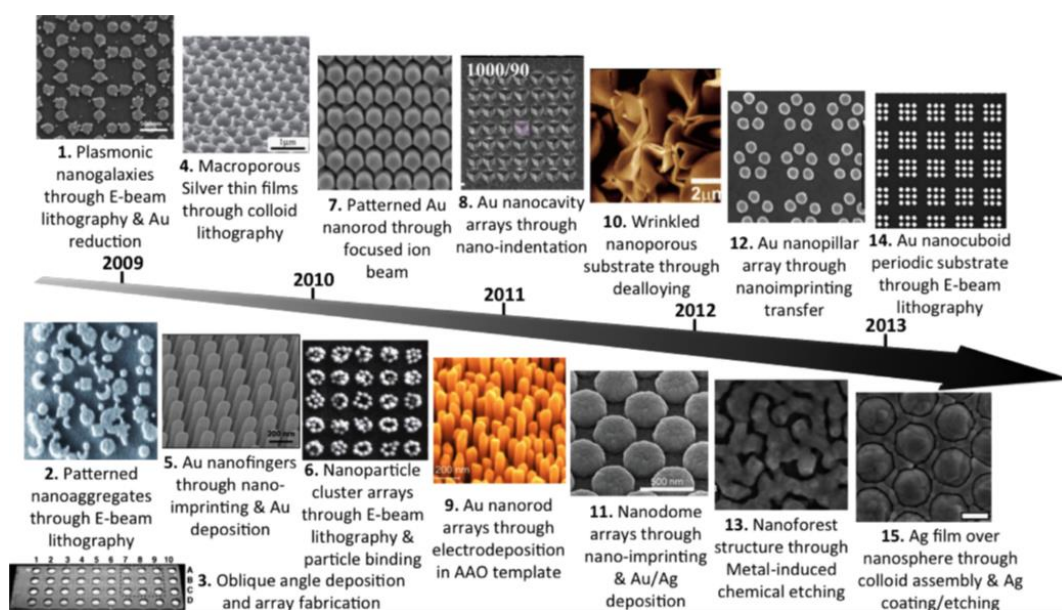 1. Plasmonic
nanogalaxies
through E-beam
lithography & Au
reduction
1μm
4. Macroporous
Silver thin films
through colloid
lithography
7. Patterned Au
nanorod through
focused ion
beam
1000/90
8. Au nanocavity
arrays through
nano-indentation
2μm
10. Wrinkled
nanoporous
substrate through
dealloying
12. Au nanopillar
array through
nanoimprinting
transfer
14. Au nanocuboid
periodic substrate
through E-beam
lithography
2009
2010
2011
2012
2013
2. Patterned
nanoaggregates
through E-beam
lithography
1 2 3 4 5 6 7 8 9 10
A
B
C
D
3. Oblique angle deposition
and array fabrication
200 nm
5. Au nanofingers
through nano-
imprinting & Au
deposition
6. Nanoparticle
cluster arrays
through E-beam
lithography &
particle binding
200 nm
9. Au nanorod
arrays through
electrodeposition
in AAO template
500 nm
11. Nanodome
arrays through
nano-imprinting
& Au/Ag
deposition
13. Nanoforest
structure through
Metal-induced
chemical etching
15. Ag film over
nanosphere through
colloid assembly & Ag
coating/etching